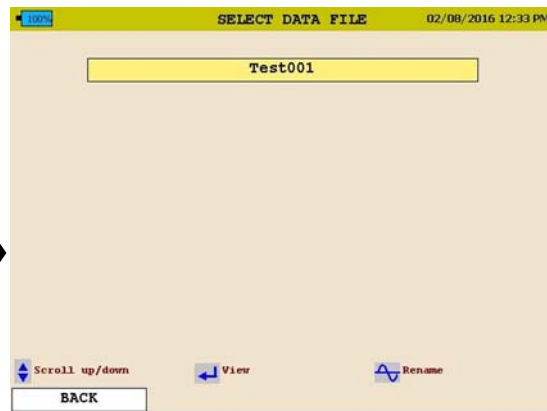 100% SELECT DATA FILE 02/08/2016 12:33 PM
Test001
Scroll up/down View Rename
BACK